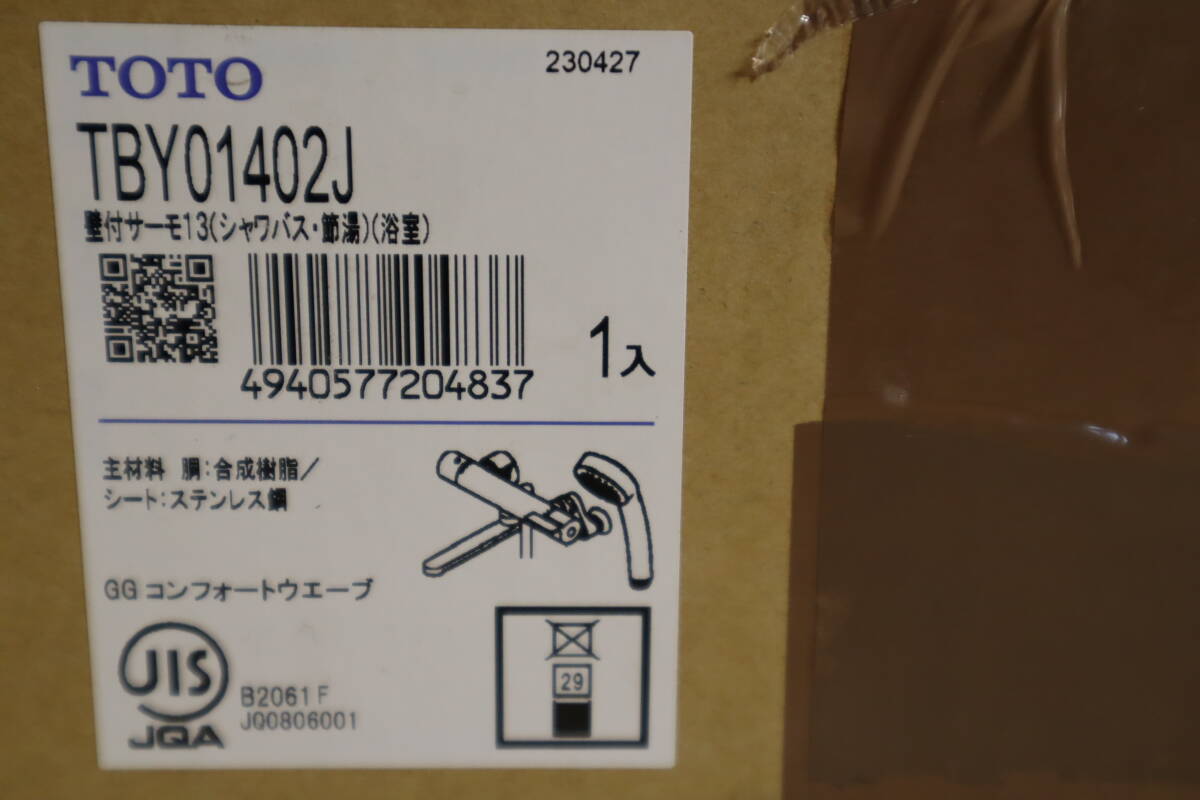 TOTO
230427
TBY01402J
壁付サーモ13(シャワバス・節湯)(浴室)
4940577204837
1入
主材料 胴:合成樹脂/
シート:ステンレス鋼
GG コンフォートウエーブ
JIS
JQA
B2061 F
JQ0806001
29